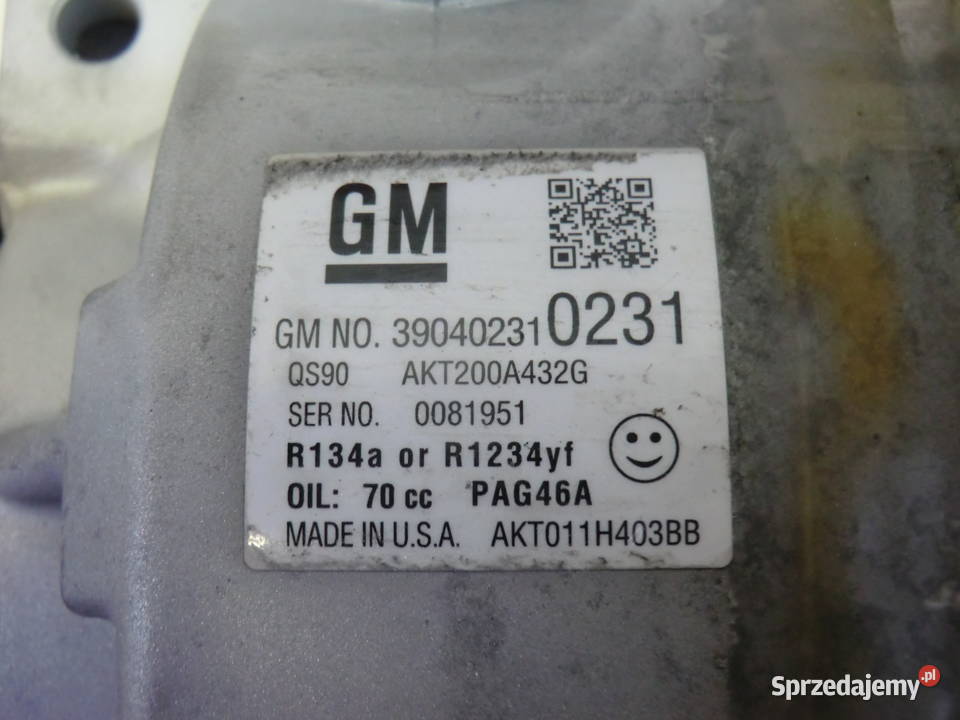 GM
GM NO. 39040231 0231
QS90 AKT200A432G
SER NO. 0081951
R134a or R1234yf
OIL: 70 cc PAG46A
MADE IN U.S.A. AKT011H403BB
Sprzedajemy.pl